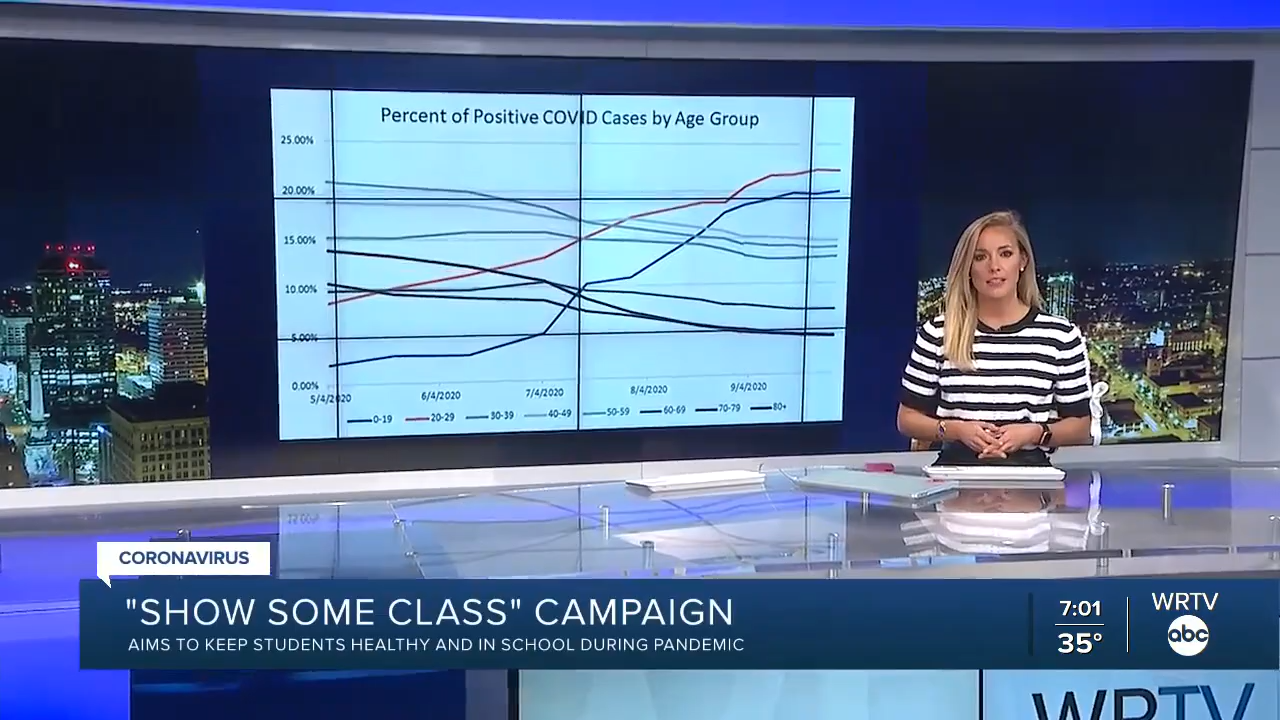 Percent of Positive COVID Cases by Age Group
25.00%
20.00%
15.00%
10.00%
5.00%
0.00%
5/4/2020 6/4/2020 7/4/2020 8/4/2020 9/4/2020
0-19 20-29 30-39 40-49 50-59 60-69 70-79 80+
CORONAVIRUS
"SHOW SOME CLASS" CAMPAIGN
AIMS TO KEEP STUDENTS HEALTHY AND IN SCHOOL DURING PANDEMIC
7:01
35°
WRTV
abc
WRTV